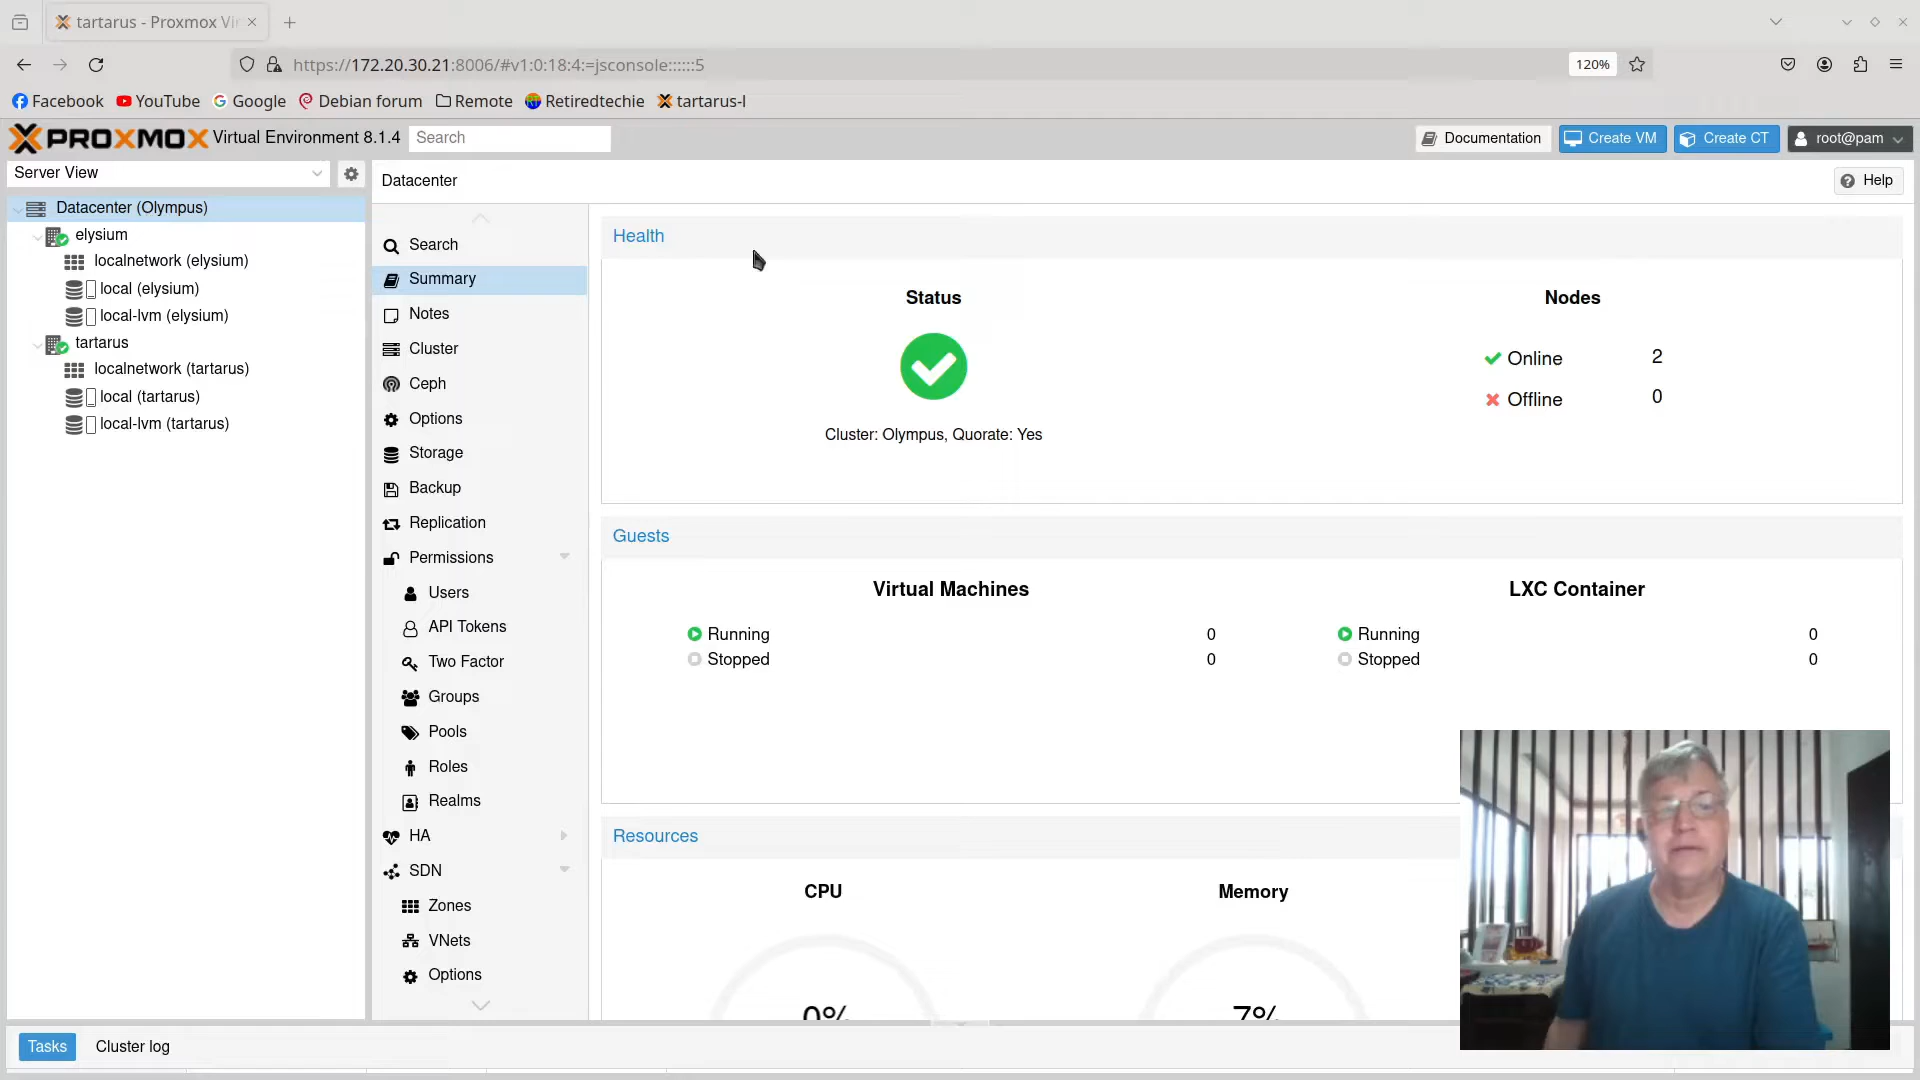 tartarus - Proxmox Vi
https://172.20.30.21:8006/#v1:0:18:4:=jsconsole::::::5
120%
Facebook YouTube Google Debian forum Remote Retiredtechie tartarus-l
PROXMOX Virtual Environment 8.1.4 Search Documentation Create VM Create CT root@pam
Server View
Datacenter
Help
Datacenter (Olympus)
elysium
localnetwork (elysium)
local (elysium)
local-lvm (elysium)
tartarus
localnetwork (tartarus)
local (tartarus)
local-lvm (tartarus)
Search
Summary
Notes
Cluster
Ceph
Options
Storage
Backup
Replication
Permissions
Users
API Tokens
Two Factor
Groups
Pools
Roles
Realms
HA
SDN
Zones
VNets
Options
Health
Status
Nodes
Online 2
Offline 0
Cluster: Olympus, Quorate: Yes
Guests
Virtual Machines
LXC Container
Running 0
Stopped 0
Running 0
Stopped 0
Resources
CPU
Memory
0%
7%
Tasks
Cluster log